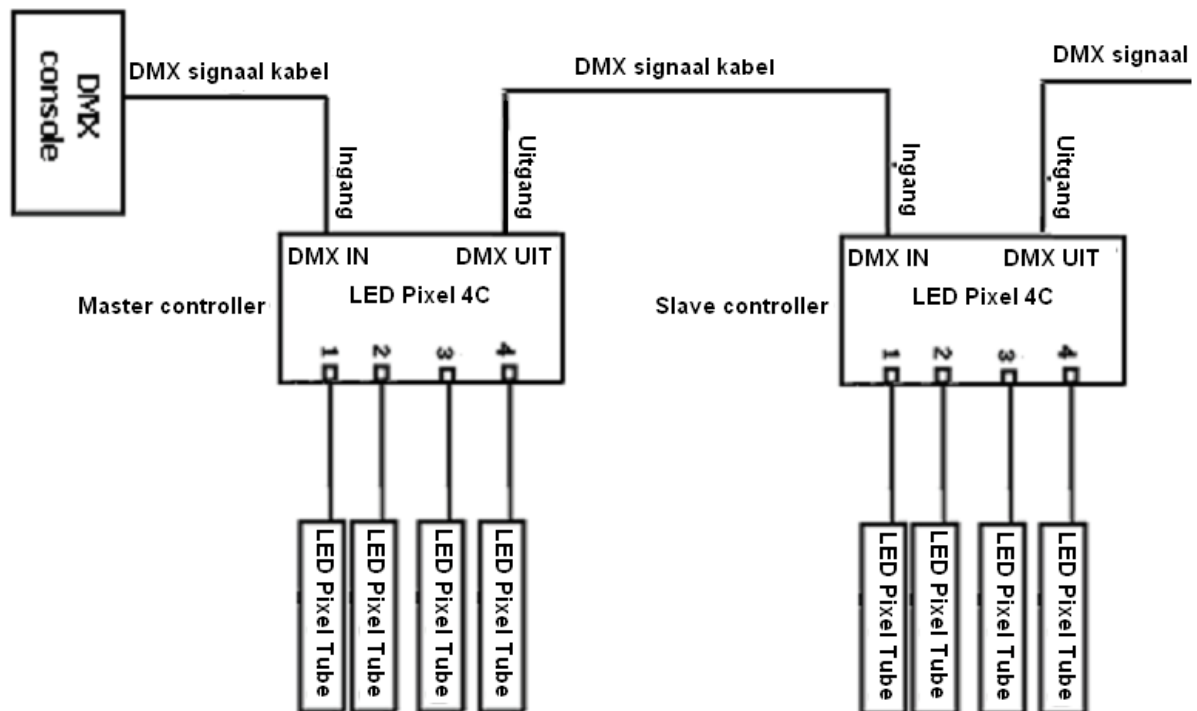 DMX console
DMX signaal kabel
DMX signaal kabel
DMX signaal
Ingang
Uitgang
Ingang
Uitgang
DMX IN
DMX UIT
LED Pixel 4C
Master controller
1
2
3
4
DMX IN
DMX UIT
LED Pixel 4C
Slave controller
1
2
3
4
LED Pixel Tube
LED Pixel Tube
LED Pixel Tube
LED Pixel Tube
LED Pixel Tube
LED Pixel Tube
LED Pixel Tube
LED Pixel Tube